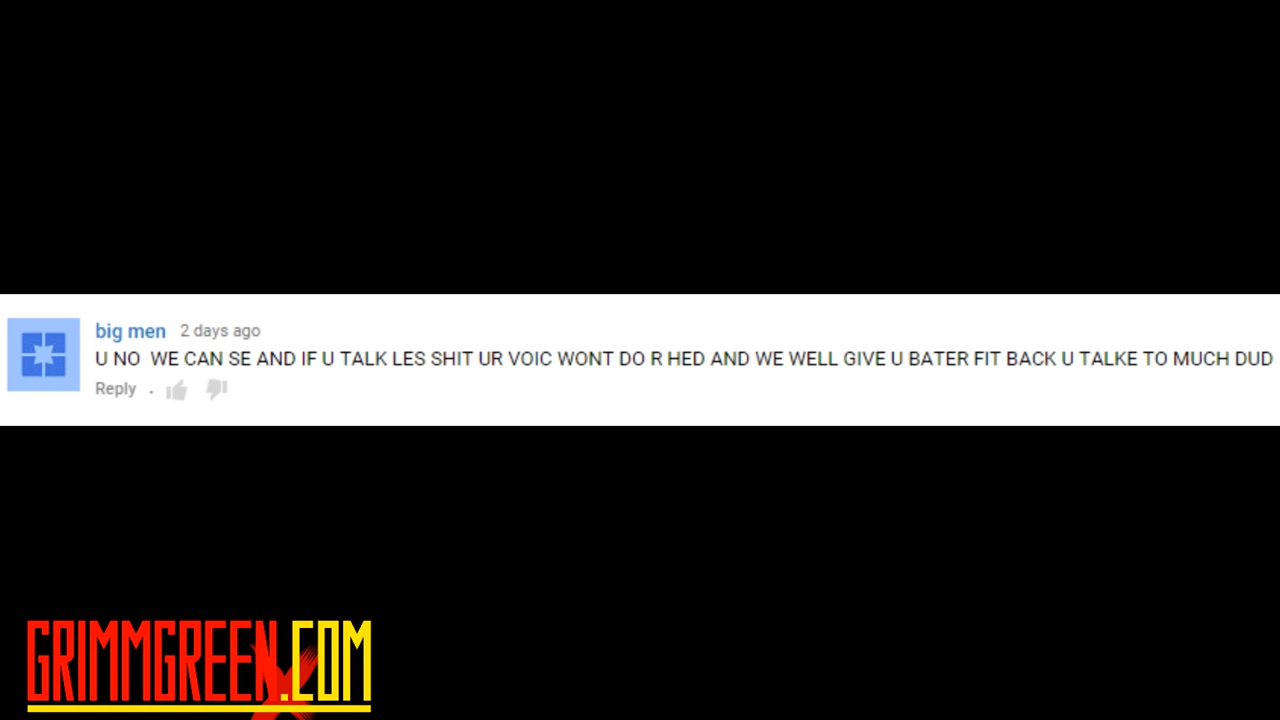 big men 2 days ago
U NO  WE CAN SE AND IF U TALK LES SHIT UR VOIC WONT DO R HED AND WE WELL GIVE U BATER FIT BACK U TALKE TO MUCH DUD
Reply .
GRIMMGREEN.COM